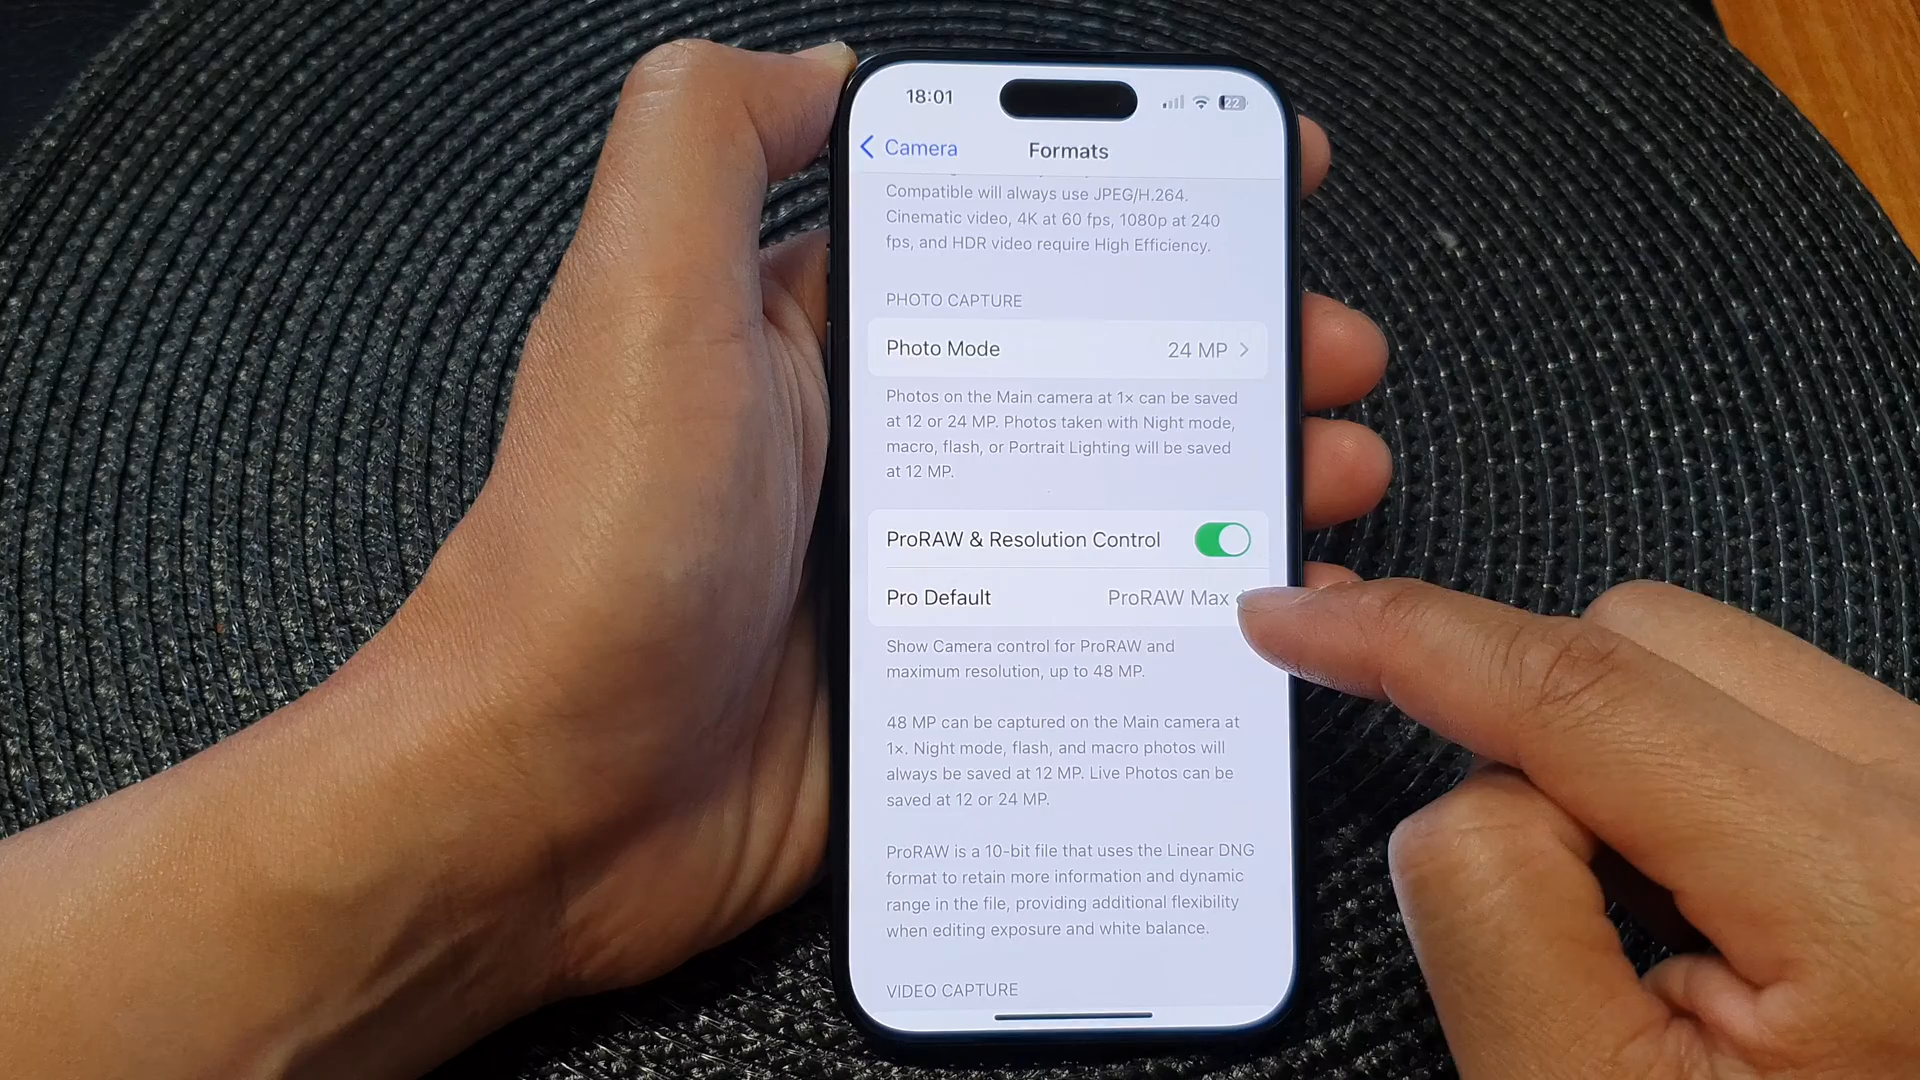 18:01
22
Camera
Formats
Compatible will always use JPEG/H.264.
Cinematic video, 4K at 60 fps, 1080p at 240
fps, and HDR video require High Efficiency.
PHOTO CAPTURE
Photo Mode 24 MP
Photos on the Main camera at 1× can be saved
at 12 or 24 MP. Photos taken with Night mode,
macro, flash, or Portrait Lighting will be saved
at 12 MP.
ProRAW & Resolution Control
Pro Default ProRAW Max
Show Camera control for ProRAW and
maximum resolution, up to 48 MP.
48 MP can be captured on the Main camera at
1×. Night mode, flash, and macro photos will
always be saved at 12 MP. Live Photos can be
saved at 12 or 24 MP.
ProRAW is a 10-bit file that uses the Linear DNG
format to retain more information and dynamic
range in the file, providing additional flexibility
when editing exposure and white balance.
VIDEO CAPTURE